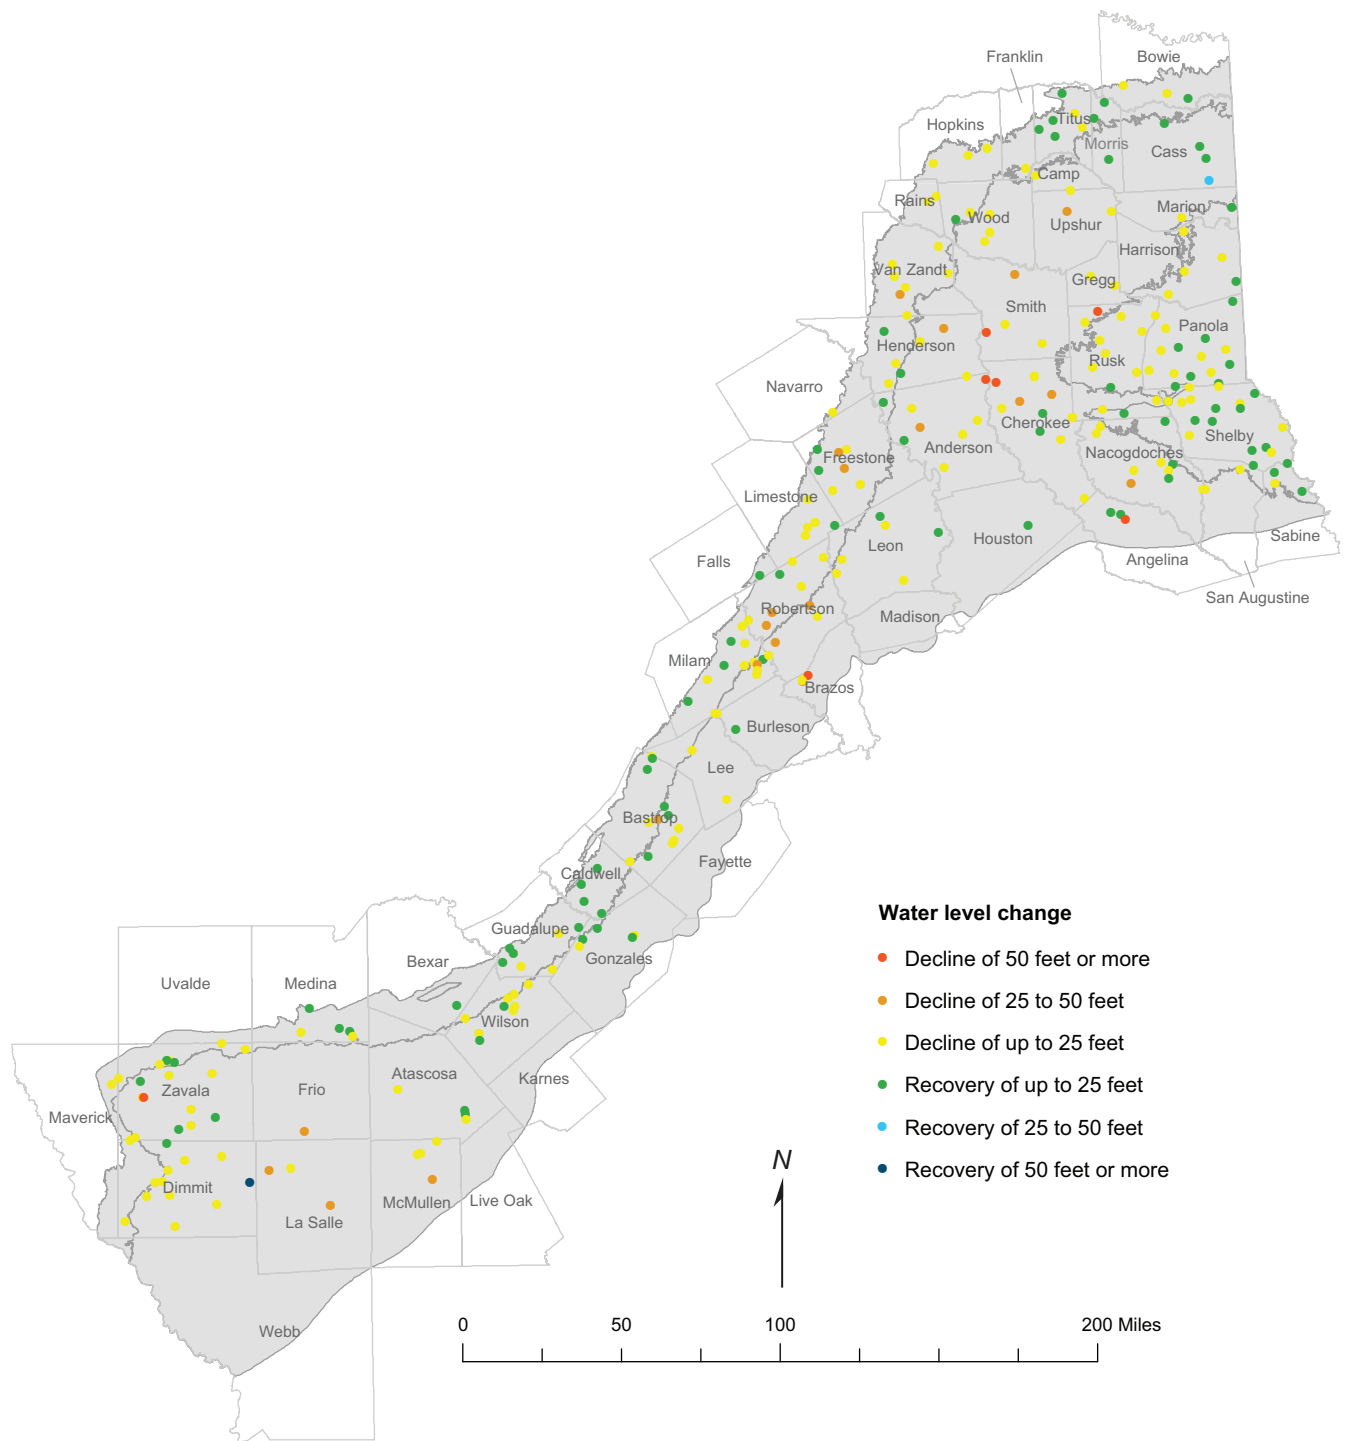 Franklin
Bowie
Hopkins
Titus
Morris
Cass
Camp
Rains
Wood
Marion
Upshur
Harrison
Van Zandt
Gregg
Smith
Panola
Henderson
Rusk
Navarro
Cherokee
Shelby
Anderson
Nacogdoches
Freestone
Limestone
Houston
Sabine
Leon
Falls
Angelina
San Augustine
Robertson
Madison
Milam
Brazos
Burleson
Lee
Bastrop
Fayette
Caldwell
Guadalupe
Gonzales
Bexar
Uvalde
Medina
Wilson
Atascosa
Karnes
Zavala
Frio
Maverick
Dimmit
McMullen
Live Oak
La Salle
Webb
Water level change
Decline of 50 feet or more
Decline of 25 to 50 feet
Decline of up to 25 feet
Recovery of up to 25 feet
Recovery of 25 to 50 feet
Recovery of 50 feet or more
N
0 50 100 200 Miles